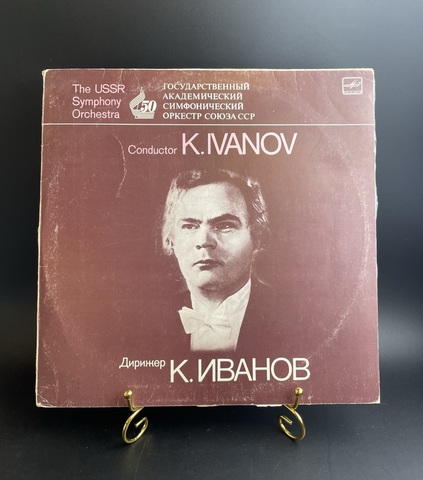 The USSR
Symphony
Orchestra
50
ГОСУДАРСТВЕННЫЙ
АКАДЕМИЧЕСКИЙ
СИМФОНИЧЕСКИЙ
ОРКЕСТР СОЮЗА ССР
Conductor K. IVANOV
Дирижер К. ИВАНОВ